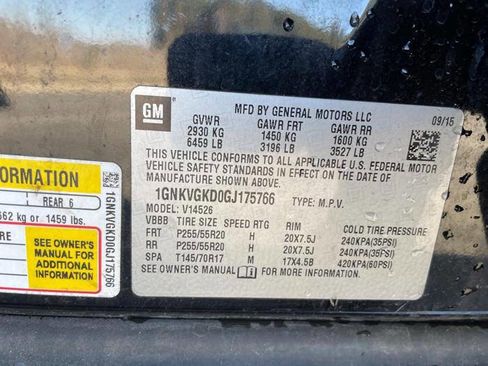 GM
MFD BY GENERAL MOTORS LLC
09/15
GVWR GAWR FRT GAWR RR
2930 KG 1450 KG 1600 KG
6459 LB 3196 LB 3527 LB
THIS VEHICLE CONFORMS TO ALL APPLICABLE U.S. FEDERAL MOTOR
VEHICLE SAFETY STANDARDS IN EFFECT ON THE DATE OF
MANUFACTURE SHOWN ABOVE.
1GNKVGKD0GJ175766 TYPE: M.P.V.
MODEL: V14526
VBBB TIRE SIZE SPEED RTG RIM COLD TIRE PRESSURE
FRT P255/55R20 H 20X7.5J 240KPA(35PSI)
RR P255/55R20 H 20X7.5J 240KPA(35PSI)
SPA T145/70R17 M 17X4.5B 420KPA(60PSI)
SEE OWNER'S MANUAL FOR MORE INFORMATION
FORMATION
REAR 6
662 kg or 1459 lbs.
SEE OWNER'S
MANUAL FOR
ADDITIONAL
INFORMATION
1GNKVGKD0GJ175766